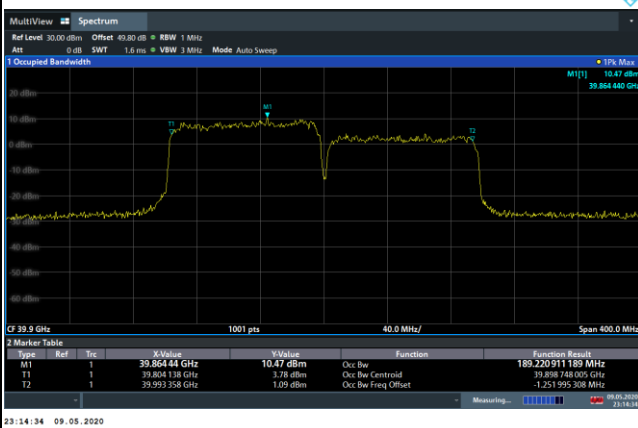 MultiView Spectrum
Ref Level 30.00 dBm Offset 49.80 dB RBW 1 MHz
Att 0 dB SWT 1.6 ms VBW 3 MHz Mode Auto Sweep
1 Occupied Bandwidth 1Pk Max
M1[1] 10.47 dBm
39.864 440 GHz
20 dBm
M1
10 dBm
T1
T2
0 dBm
-10 dBm
-20 dBm
-30 dBm
-40 dBm
-50 dBm
-60 dBm
CF 39.9 GHz 1001 pts 40.0 MHz/ Span 400.0 MHz
2 Marker Table
Type Ref Trc X-Value Y-Value Function Function Result
M1 1 39.864 44 GHz 10.47 dBm Occ Bw 189.220 911 189 MHz
T1 1 39.804 138 GHz 3.78 dBm Occ Bw Centroid 39.898 748 005 GHz
T2 1 39.993 358 GHz 1.09 dBm Occ Bw Freq Offset -1.251 995 308 MHz
Measuring... 09.05.2020
23:14:34
23:14:34 09.05.2020